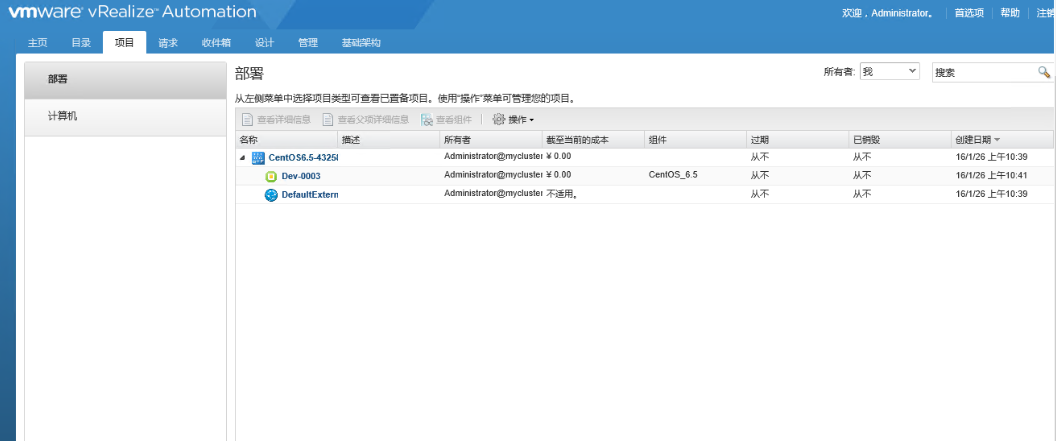 vmware vRealize Automation
欢迎，Administrator。 首选项 帮助 注销
主页 目录 项目 请求 收件箱 设计 管理 基础架构
部署
计算机
部署
所有者: 我 搜索
从左侧菜单中选择项目类型可查看已置备项目。使用“操作”菜单可管理您的项目。
查看详细信息 查看父项详细信息 查看组件 操作
名称 描述 所有者 截至当前的成本 组件 过期 已销毁 创建日期
CentOS6.5-4325 Administrator@mycluster ¥ 0.00 从不 从不 16/1/26 上午10:39
Dev-0003 Administrator@mycluster ¥ 0.00 CentOS_6.5 从不 从不 16/1/26 上午10:41
DefaultExtern Administrator@mycluster 不适用。 从不 从不 16/1/26 上午10:39